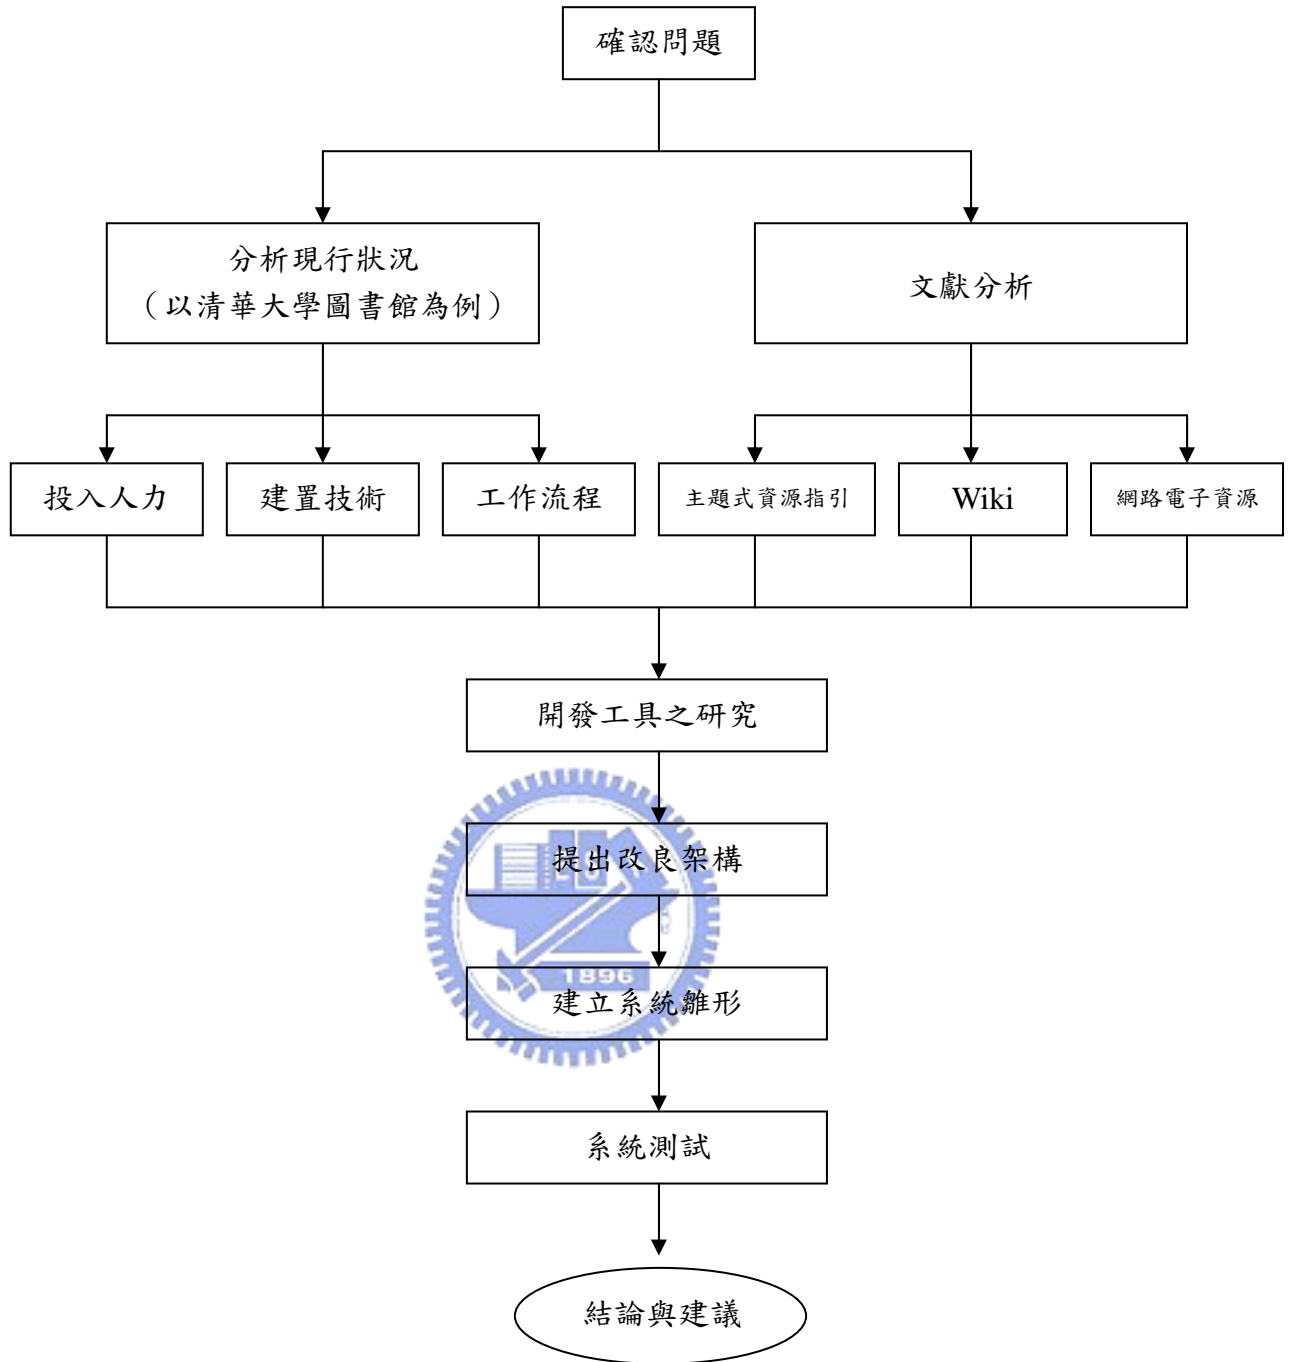 確認問題
分析現行狀況
（以清華大學圖書館為例）
文獻分析
投入人力
建置技術
工作流程
主題式資源指引
Wiki
網路電子資源
開發工具之研究
提出改良架構
1896
建立系統雛形
系統測試
結論與建議